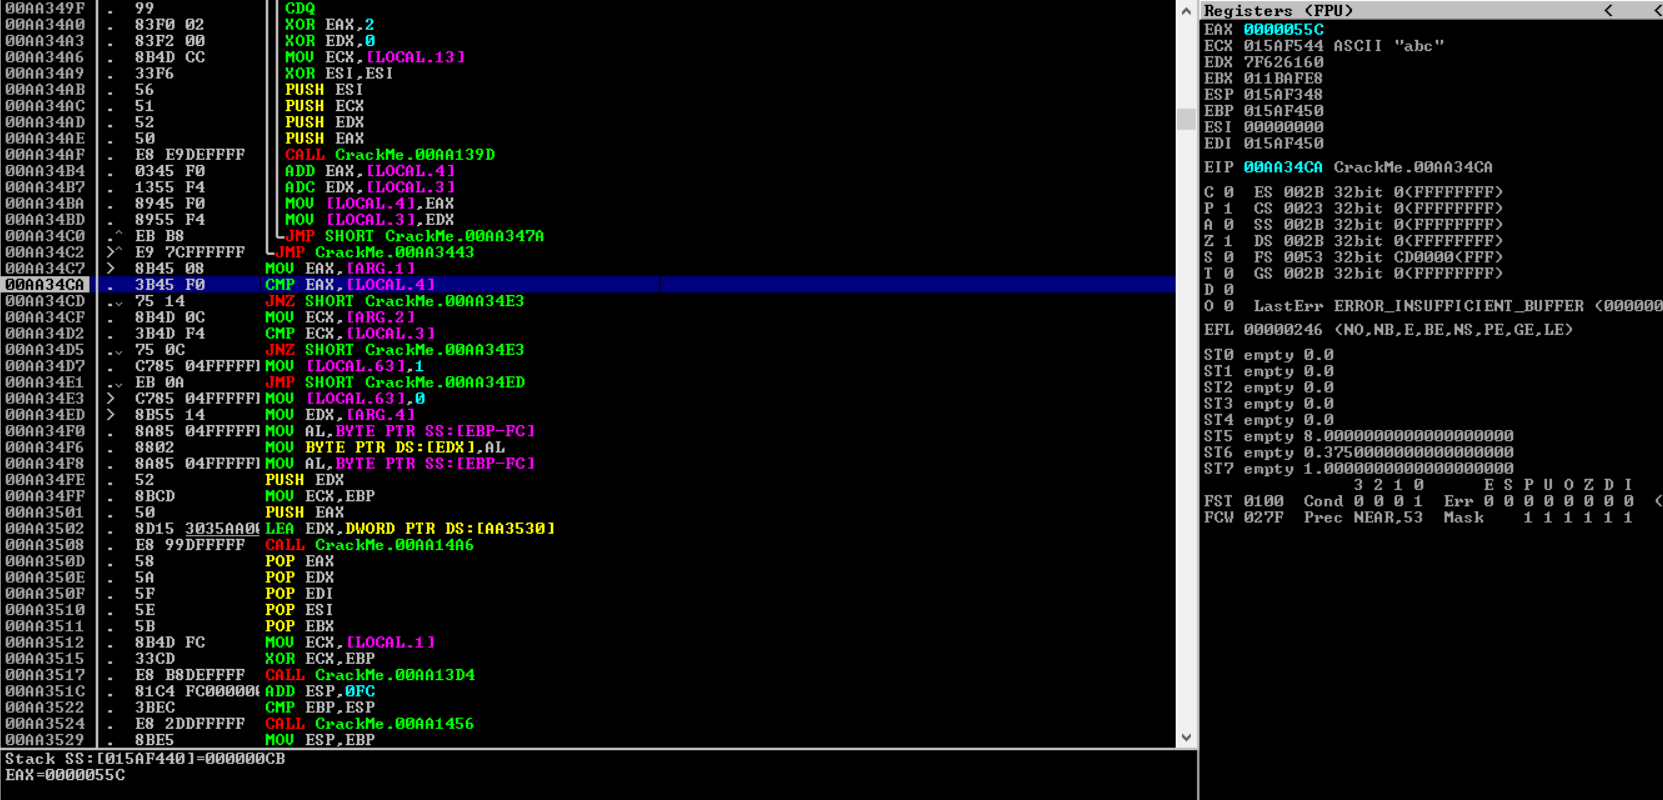 00AA349F . 99 CDQ
00AA34A0 . 83F0 02 XOR EAX,2
00AA34A3 . 83F2 00 XOR EDX,0
00AA34A6 . 8B4D CC MOV ECX,[LOCAL.13]
00AA34A9 . 33F6 XOR ESI,ESI
00AA34AB . 56 PUSH ESI
00AA34AC . 51 PUSH ECX
00AA34AD . 52 PUSH EDX
00AA34AE . 50 PUSH EAX
00AA34AF . E8 E9DEFFFF CALL CrackMe.00AA139D
00AA34B4 . 0345 F0 ADD EAX,[LOCAL.4]
00AA34B7 . 1355 F4 ADC EDX,[LOCAL.3]
00AA34BA . 8945 F0 MOV [LOCAL.4],EAX
00AA34BD . 8955 F4 MOV [LOCAL.3],EDX
00AA34C0 .^ EB B8 JMP SHORT CrackMe.00AA347A
00AA34C2 >^ E9 7CFFFFFF JMP CrackMe.00AA3443
00AA34C7 > 8B45 08 MOV EAX,[ARG.1]
00AA34CA . 3B45 F0 CMP EAX,[LOCAL.4]
00AA34CD .v 75 14 JNZ SHORT CrackMe.00AA34E3
00AA34CF . 8B4D 0C MOV ECX,[ARG.2]
00AA34D2 . 3B4D F4 CMP ECX,[LOCAL.3]
00AA34D5 .v 75 0C JNZ SHORT CrackMe.00AA34E3
00AA34D7 . C785 04FFFFF MOV [LOCAL.63],1
00AA34E1 .v EB 0A JMP SHORT CrackMe.00AA34ED
00AA34E3 > C785 04FFFFF MOV [LOCAL.63],0
00AA34ED > 8B55 14 MOV EDX,[ARG.4]
00AA34F0 . 8A85 04FFFFF MOV AL,BYTE PTR SS:[EBP-FC]
00AA34F6 . 8802 MOV BYTE PTR DS:[EDX],AL
00AA34F8 . 8A85 04FFFFF MOV AL,BYTE PTR SS:[EBP-FC]
00AA34FE . 52 PUSH EDX
00AA34FF . 8BCD MOV ECX,EBP
00AA3501 . 50 PUSH EAX
00AA3502 . 8D15 3035AA0 LEA EDX,DWORD PTR DS:[AA3530]
00AA3508 . E8 99DFFFFF CALL CrackMe.00AA14A6
00AA350D . 58 POP EAX
00AA350E . 5A POP EDX
00AA350F . 5F POP EDI
00AA3510 . 5E POP ESI
00AA3511 . 5B POP EBX
00AA3512 . 8B4D FC MOV ECX,[LOCAL.1]
00AA3515 . 33CD XOR ECX,EBP
00AA3517 . E8 B8DEFFFF CALL CrackMe.00AA13D4
00AA351C . 81C4 FC00000 ADD ESP,0FC
00AA3522 . 3BEC CMP EBP,ESP
00AA3524 . E8 2DDFFFFF CALL CrackMe.00AA1456
00AA3529 . 8BE5 MOV ESP,EBP
Stack SS:[015AF440]=000000CB
EAX=0000055C
Registers (FPU) < <
EAX 0000055C
ECX 015AF544 ASCII "abc"
EDX 7F626160
EBX 011BAFE8
ESP 015AF348
EBP 015AF450
ESI 00000000
EDI 015AF450
EIP 00AA34CA CrackMe.00AA34CA
C 0 ES 002B 32bit 0(FFFFFFFF)
P 1 CS 0023 32bit 0(FFFFFFFF)
A 0 SS 002B 32bit 0(FFFFFFFF)
Z 1 DS 002B 32bit 0(FFFFFFFF)
S 0 FS 0053 32bit CD0000(FFF)
T 0 GS 002B 32bit 0(FFFFFFFF)
D 0
O 0 LastErr ERROR_INSUFFICIENT_BUFFER (000000
EFL 00000246 (NO,NB,E,BE,NS,PE,GE,LE)
ST0 empty 0.0
ST1 empty 0.0
ST2 empty 0.0
ST3 empty 0.0
ST4 empty 0.0
ST5 empty 8.0000000000000000000
ST6 empty 0.3750000000000000000
ST7 empty 1.0000000000000000000
3 2 1 0 E S P U O Z D I
FST 0100 Cond 0 0 0 1 Err 0 0 0 0 0 0 0 0 (
FCW 027F Prec NEAR,53 Mask 1 1 1 1 1 1